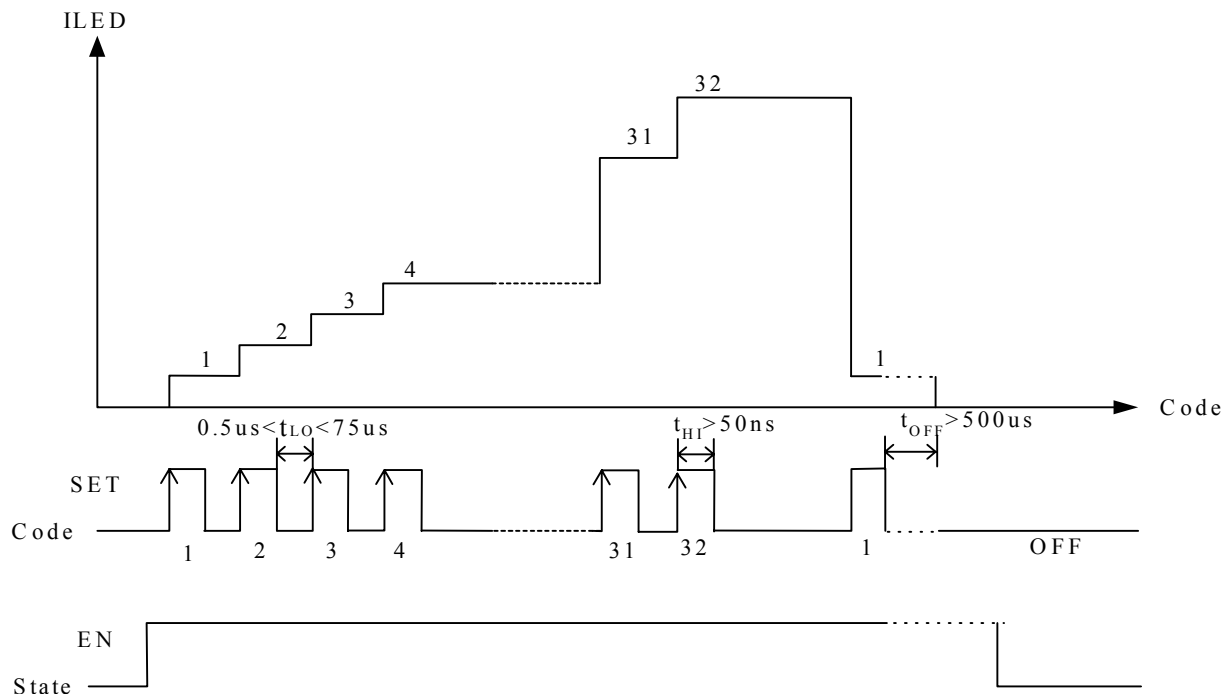 ILED
32
31
4
3
2
1
1
Code
0.5us<tLO<75us
tHI>50ns
tOFF>500us
SET
Code
1
2
3
4
31
32
1
OFF
EN
State